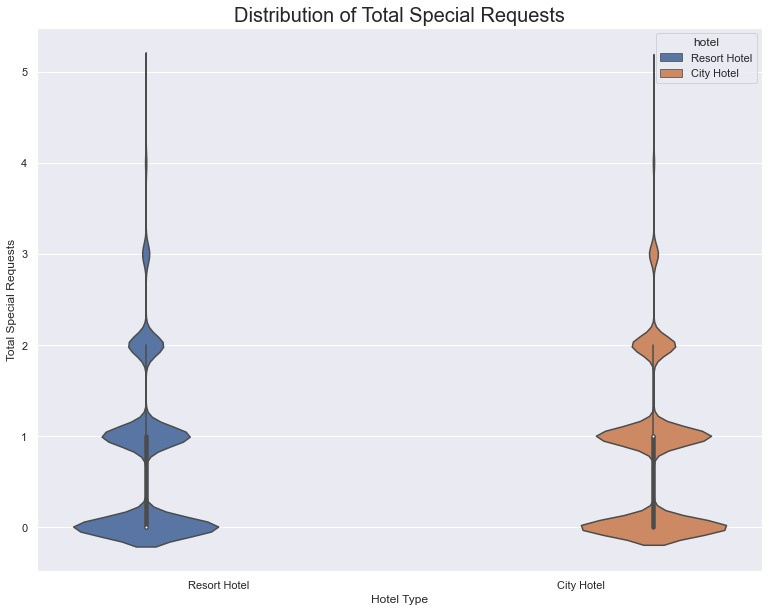 Distribution of Total Special Requests
hotel
Resort Hotel
City Hotel
5
4
3
2
1
0
Total Special Requests
Resort Hotel
City Hotel
Hotel Type